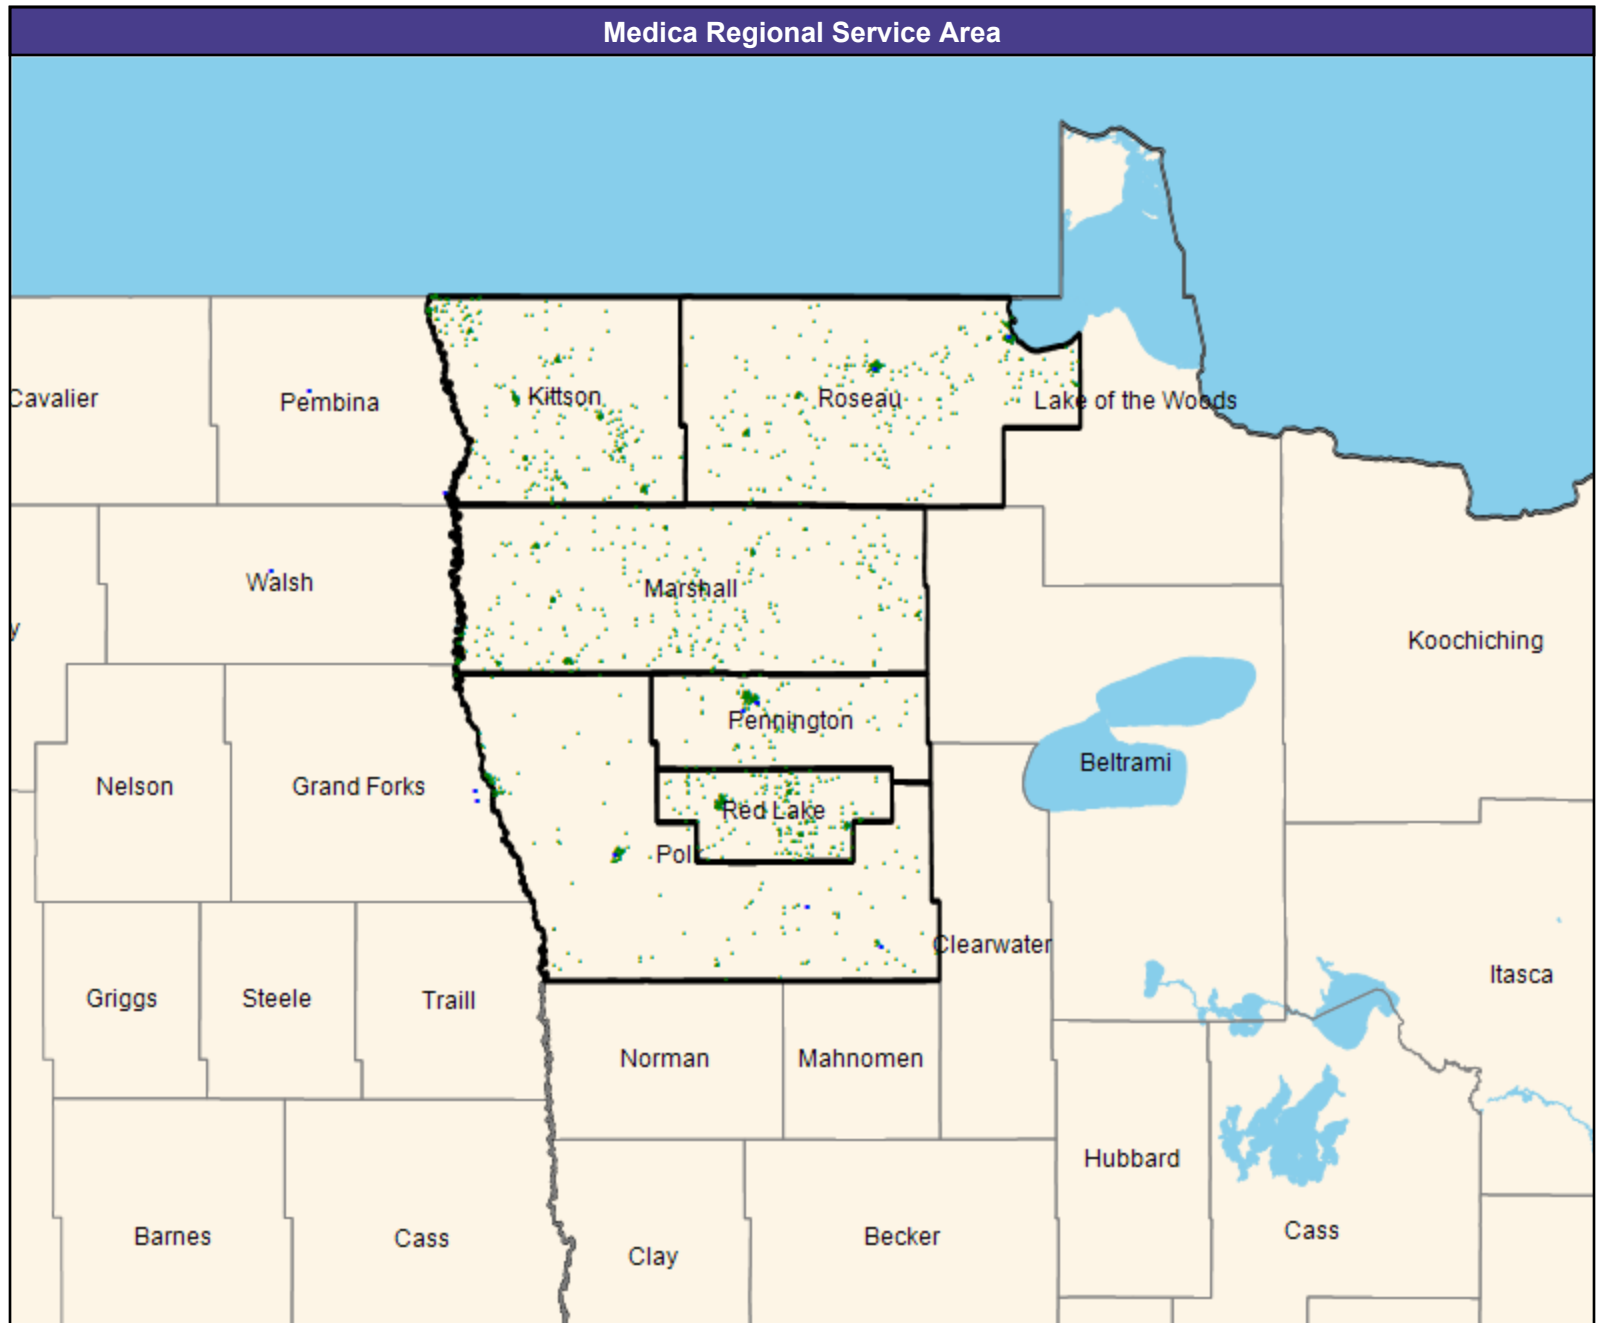 Medica Regional Service Area
Cavalier
Pembina
Kittson
Roseau
Lake of the Woods
Walsh
Marshall
y
Koochiching
Pennington
Beltrami
Nelson
Grand Forks
Red Lake
Pol
Clearwater
Itasca
Griggs
Steele
Traill
Norman
Mahnomen
Hubbard
Barnes
Cass
Clay
Becker
Cass